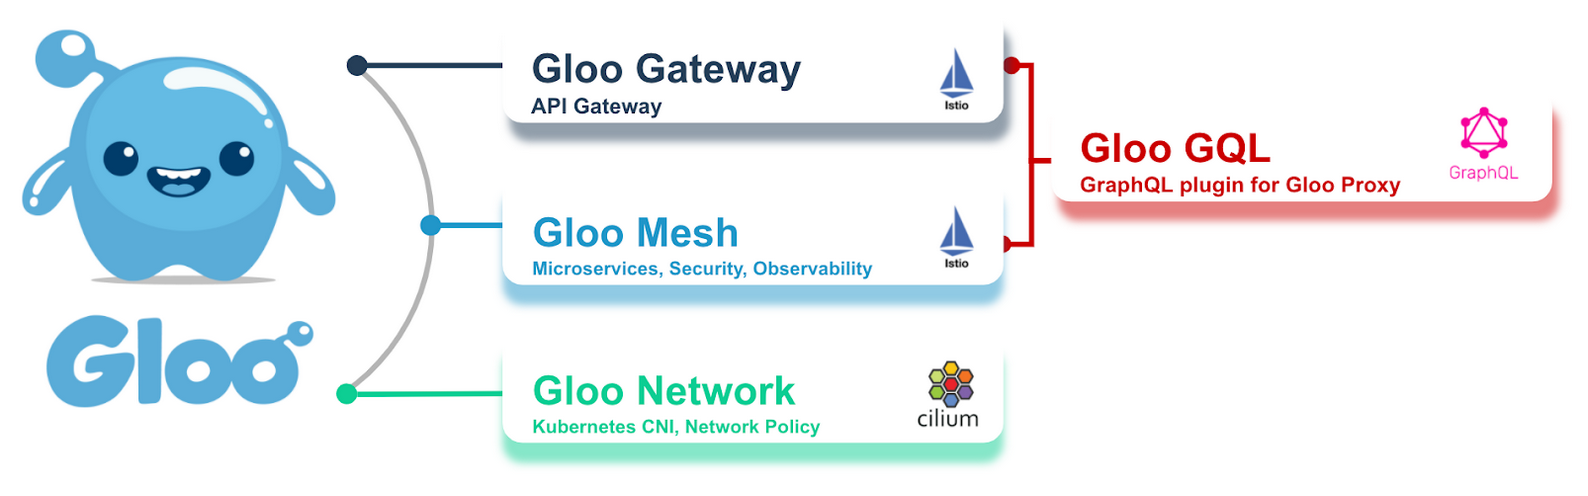 Gloo
Gloo Gateway
API Gateway
Istio
Gloo Mesh
Microservices, Security, Observability
Istio
Gloo Network
Kubernetes CNI, Network Policy
cilium
Gloo GQL
GraphQL plugin for Gloo Proxy
GraphQL